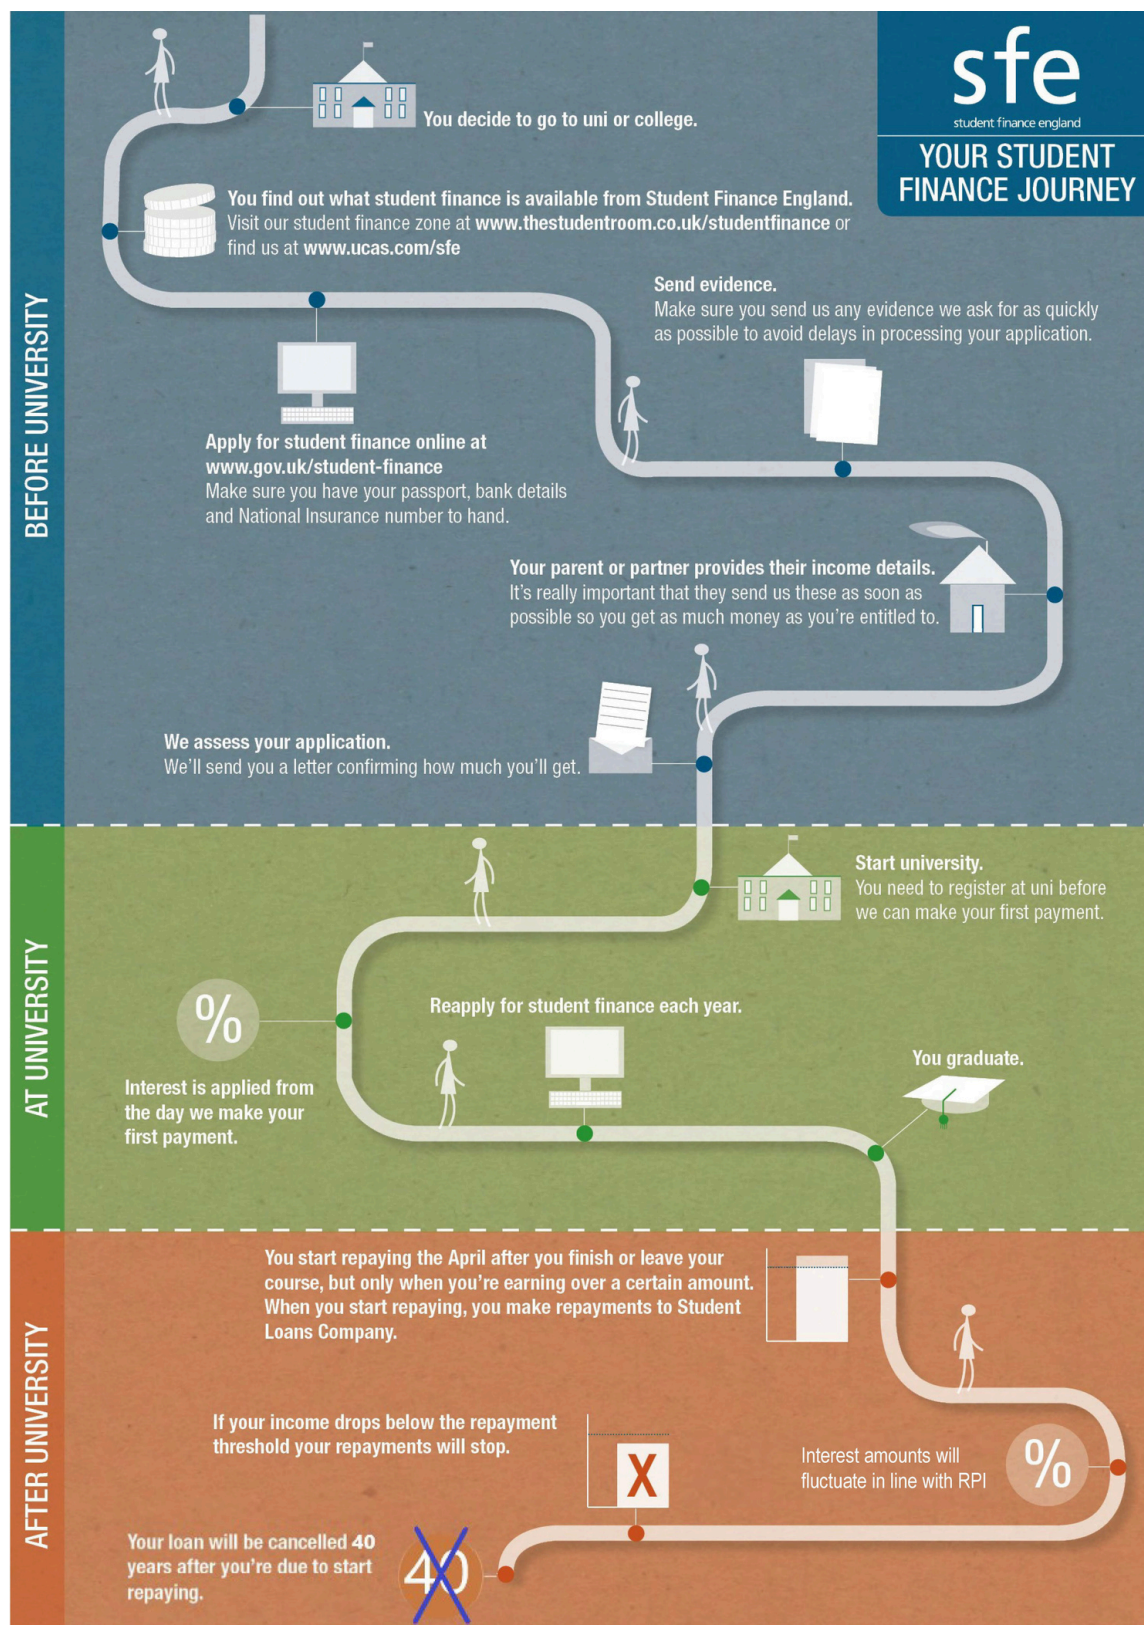 sfe
student finance england
YOUR STUDENT
FINANCE JOURNEY
BEFORE UNIVERSITY
You decide to go to uni or college.
You find out what student finance is available from Student Finance England.
Visit our student finance zone at www.thestudentroom.co.uk/studentfinance or
find us at www.ucas.com/sfe
Send evidence.
Make sure you send us any evidence we ask for as quickly
as possible to avoid delays in processing your application.
Apply for student finance online at
www.gov.uk/student-finance
Make sure you have your passport, bank details
and National Insurance number to hand.
Your parent or partner provides their income details.
It's really important that they send us these as soon as
possible so you get as much money as you're entitled to.
We assess your application.
We'll send you a letter confirming how much you'll get.
AT UNIVERSITY
Start university.
You need to register at uni before
we can make your first payment.
%
Interest is applied from
the day we make your
first payment.
Reapply for student finance each year.
You graduate.
AFTER UNIVERSITY
You start repaying the April after you finish or leave your
course, but only when you're earning over a certain amount.
When you start repaying, you make repayments to Student
Loans Company.
Interest amounts will
fluctuate in line with RPI
%
If your income drops below the repayment
threshold your repayments will stop.
X
Your loan will be cancelled 40
years after you're due to start
repaying.
40